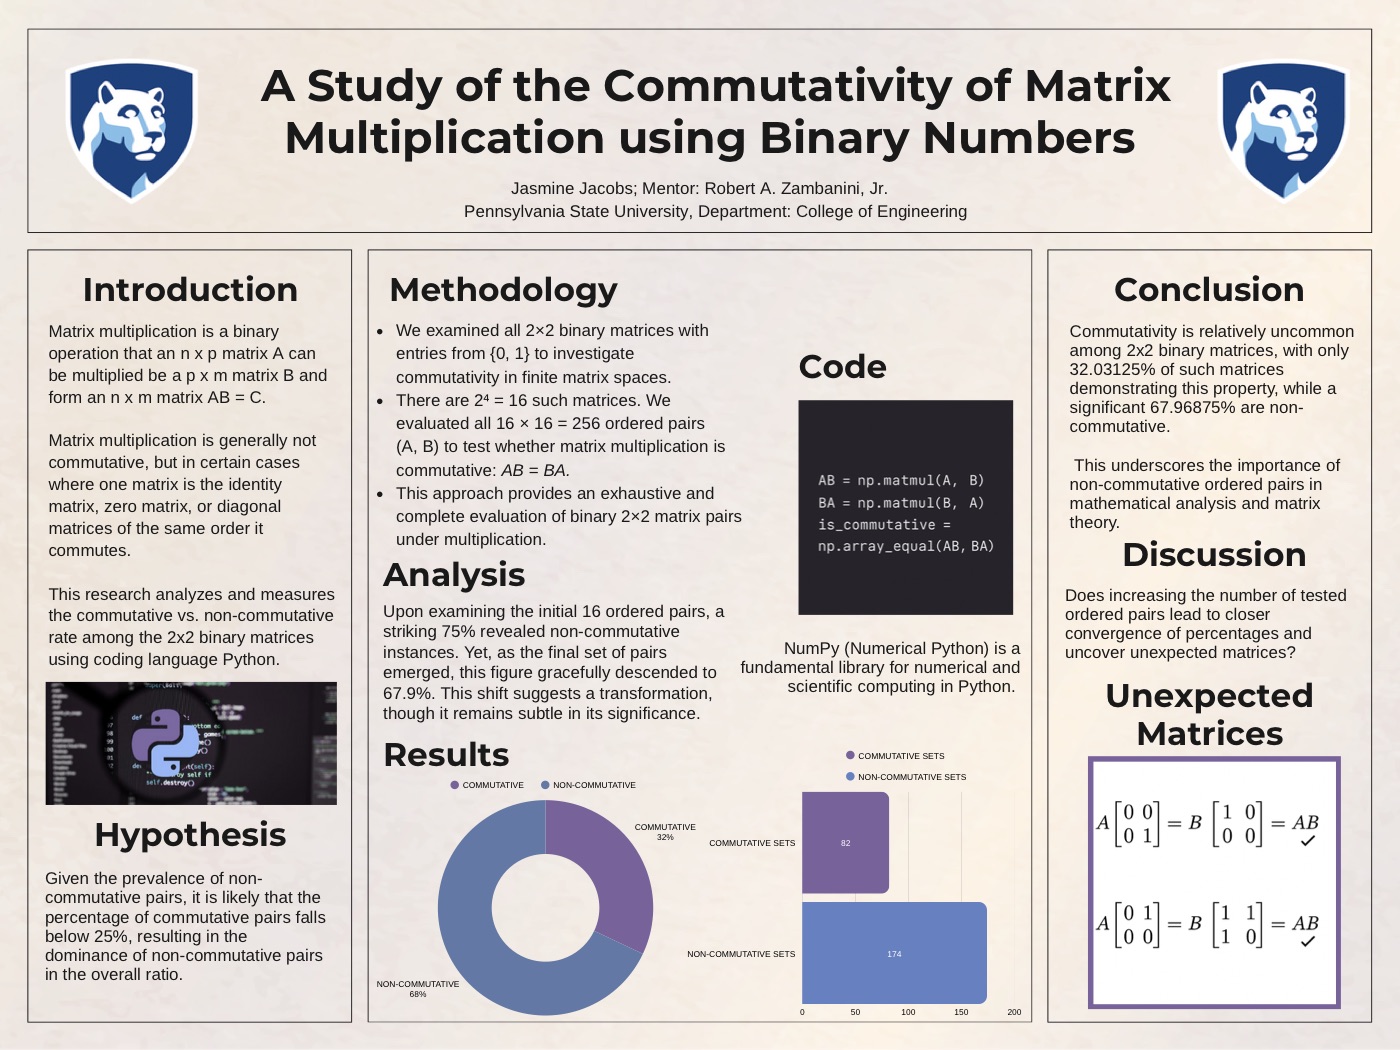 A Study of the Commutativity of Matrix
Multiplication using Binary Numbers
Jasmine Jacobs; Mentor: Robert A. Zambanini, Jr.
Pennsylvania State University, Department: College of Engineering
Introduction
Matrix multiplication is a binary
operation that an n x p matrix A can
be multiplied be a p x m matrix B and
form an n x m matrix AB = C.
Matrix multiplication is generally not
commutative, but in certain cases
where one matrix is the identity
matrix, zero matrix, or diagonal
matrices of the same order it
commutes.
This research analyzes and measures
the commutative vs. non-commutative
rate among the 2x2 binary matrices
using coding language Python.
self.destroy()
Hypothesis
Given the prevalence of non-
commutative pairs, it is likely that the
percentage of commutative pairs falls
below 25%, resulting in the
dominance of non-commutative pairs
in the overall ratio.
Methodology
• We examined all 2×2 binary matrices with
entries from {0, 1} to investigate
commutativity in finite matrix spaces.
• There are 2⁴ = 16 such matrices. We
evaluated all 16 × 16 = 256 ordered pairs
(A, B) to test whether matrix multiplication is
commutative: AB = BA.
• This approach provides an exhaustive and
complete evaluation of binary 2×2 matrix pairs
under multiplication.
Analysis
Upon examining the initial 16 ordered pairs, a
striking 75% revealed non-commutative
instances. Yet, as the final set of pairs
emerged, this figure gracefully descended to
67.9%. This shift suggests a transformation,
though it remains subtle in its significance.
Results
COMMUTATIVE NON-COMMUTATIVE
COMMUTATIVE
32%
NON-COMMUTATIVE
68%
Code
AB = np.matmul(A, B)
BA = np.matmul(B, A)
is_commutative =
np.array_equal(AB, BA)
NumPy (Numerical Python) is a
fundamental library for numerical and
scientific computing in Python.
COMMUTATIVE SETS
NON-COMMUTATIVE SETS
COMMUTATIVE SETS 82
NON-COMMUTATIVE SETS 174
0 50 100 150 200
Conclusion
Commutativity is relatively uncommon
among 2x2 binary matrices, with only
32.03125% of such matrices
demonstrating this property, while a
significant 67.96875% are non-
commutative.
This underscores the importance of
non-commutative ordered pairs in
mathematical analysis and matrix
theory.
Discussion
Does increasing the number of tested
ordered pairs lead to closer
convergence of percentages and
uncover unexpected matrices?
Unexpected
Matrices
A [0 0 = B [1 0 = AB
0 1] 0 0] ✓
A [0 1 = B [1 1 = AB
0 0] 1 0] ✓